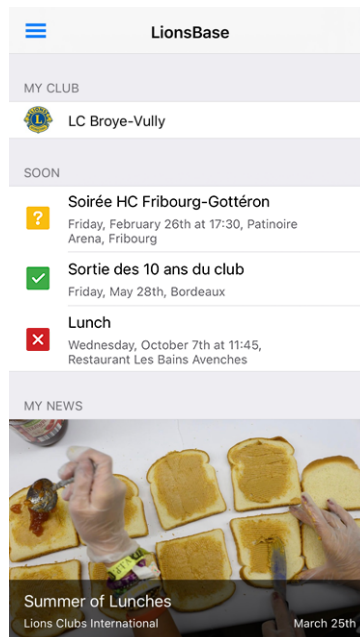 LionsBase
MY CLUB
LC Broye-Vully
SOON
?
Soirée HC Fribourg-Gottéron
Friday, February 26th at 17:30, Patinoire
Arena, Fribourg
Sortie des 10 ans du club
Friday, May 28th, Bordeaux
Lunch
Wednesday, October 7th at 11:45,
Restaurant Les Bains Avenches
MY NEWS
Summer of Lunches
Lions Clubs International
March 25th